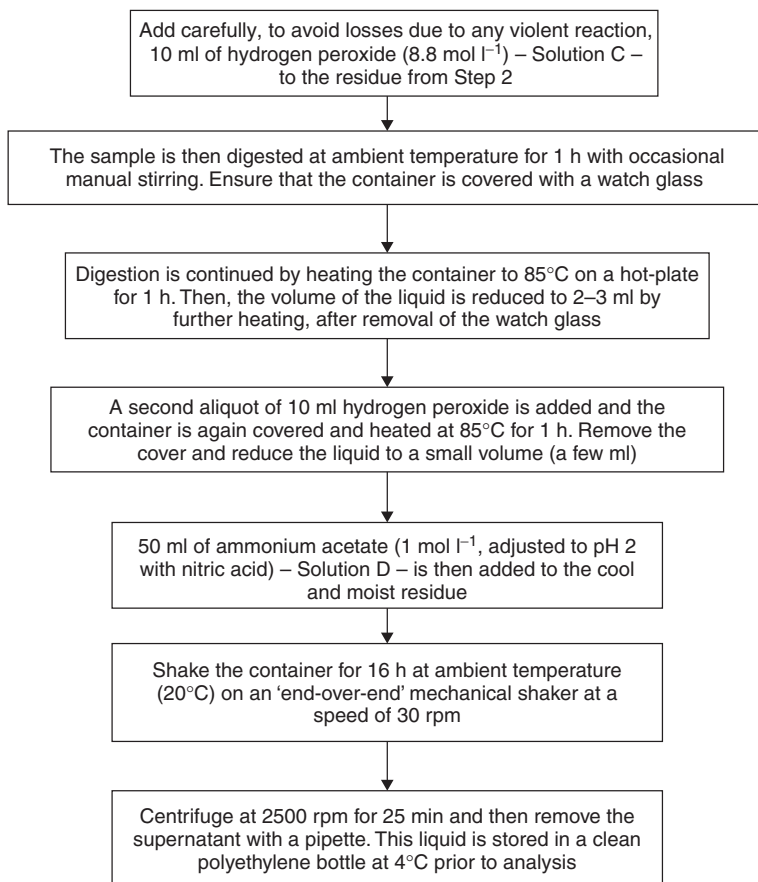 Add carefully, to avoid losses due to any violent reaction,
10 ml of hydrogen peroxide (8.8 mol l⁻¹) – Solution C –
to the residue from Step 2
The sample is then digested at ambient temperature for 1 h with occasional
manual stirring. Ensure that the container is covered with a watch glass
Digestion is continued by heating the container to 85°C on a hot-plate
for 1 h. Then, the volume of the liquid is reduced to 2–3 ml by
further heating, after removal of the watch glass
A second aliquot of 10 ml hydrogen peroxide is added and the
container is again covered and heated at 85°C for 1 h. Remove the
cover and reduce the liquid to a small volume (a few ml)
50 ml of ammonium acetate (1 mol l⁻¹, adjusted to pH 2
with nitric acid) – Solution D – is then added to the cool
and moist residue
Shake the container for 16 h at ambient temperature
(20°C) on an ‘end-over-end’ mechanical shaker at a
speed of 30 rpm
Centrifuge at 2500 rpm for 25 min and then remove the
supernatant with a pipette. This liquid is stored in a clean
polyethylene bottle at 4°C prior to analysis